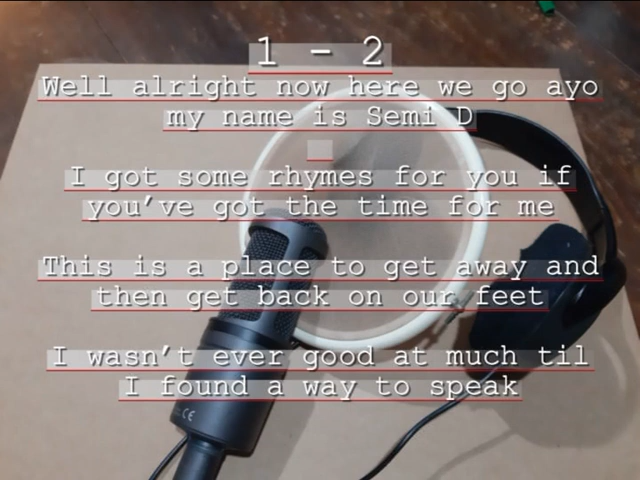 1 - 2
Well alright now here we go ayo
my name is Semi D
I got some rhymes for you if
you've got the time for me
This is a place to get away and
then get back on our feet
I wasn't ever good at much til
I found a way to speak
CE